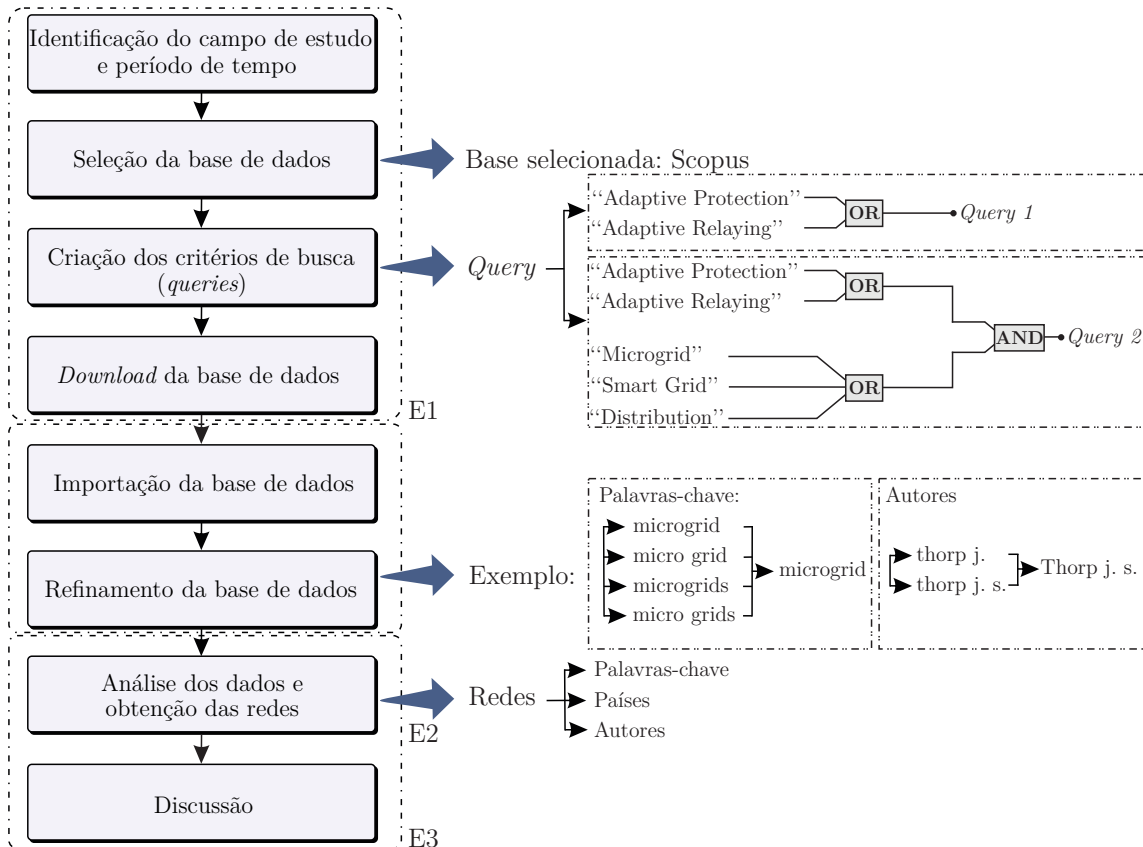 Identificação do campo de estudo
e período de tempo
Seleção da base de dados
Base selecionada: Scopus
Criação dos critérios de busca
(queries)
Query
‘‘Adaptive Protection’’
‘‘Adaptive Relaying’’
OR
Query 1
‘‘Adaptive Protection’’
‘‘Adaptive Relaying’’
OR
‘‘Microgrid’’
‘‘Smart Grid’’
‘‘Distribution’’
OR
AND
Query 2
Download da base de dados
E1
Importação da base de dados
Refinamento da base de dados
Exemplo:
Palavras-chave:
microgrid
micro grid
microgrids
micro grids
microgrid
Autores
thorp j.
thorp j. s.
Thorp j. s.
E2
Análise dos dados e
obtenção das redes
Redes
Palavras-chave
Países
Autores
Discussão
E3